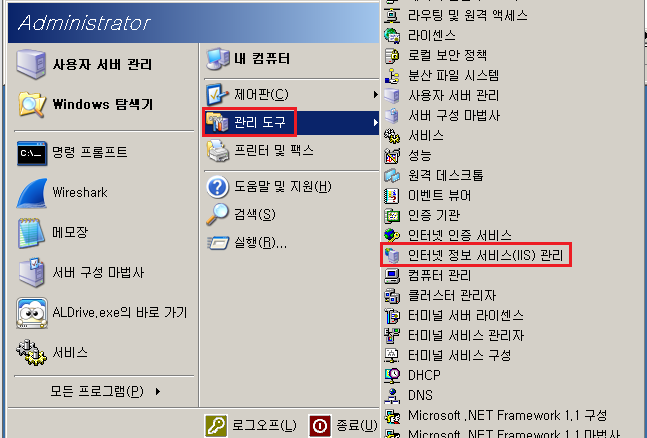 Administrator
사용자 서버 관리
Windows 탐색기
명령 프롬프트
Wireshark
메모장
서버 구성 마법사
ALDrive.exe의 바로 가기
서비스
모든 프로그램(P)
내 컴퓨터
제어판(C)
관리 도구
프린터 및 팩스
도움말 및 지원(H)
검색(S)
실행(R)...
로그오프(L)
종료(U)
라우팅 및 원격 액세스
라이센스
로컬 보안 정책
분산 파일 시스템
사용자 서버 관리
서버 구성 마법사
서비스
성능
원격 데스크톱
이벤트 뷰어
인증 기관
인터넷 인증 서비스
인터넷 정보 서비스(IIS) 관리
컴퓨터 관리
클러스터 관리자
터미널 서버 라이센스
터미널 서비스 관리자
터미널 서비스 구성
DHCP
DNS
Microsoft .NET Framework 1.1 구성
Microsoft .NET Framework 1.1 마법사